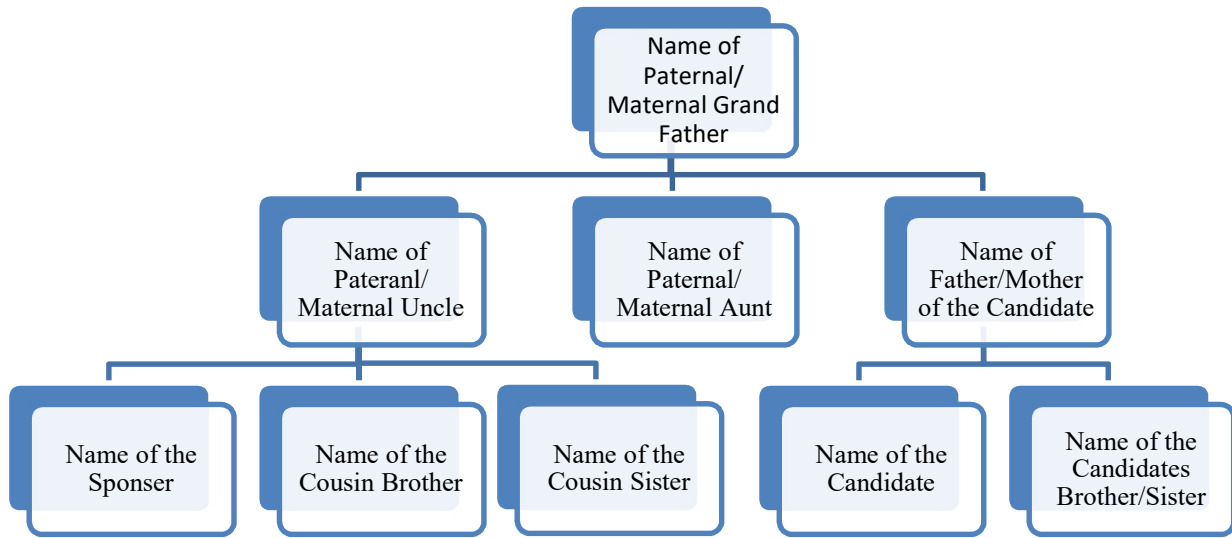 Name of
Paternal/
Maternal Grand
Father
Name of
Pateranl/
Maternal Uncle
Name of
Paternal/
Maternal Aunt
Name of
Father/Mother
of the Candidate
Name of the
Sponser
Name of the
Cousin Brother
Name of the
Cousin Sister
Name of the
Candidate
Name of the
Candidates
Brother/Sister